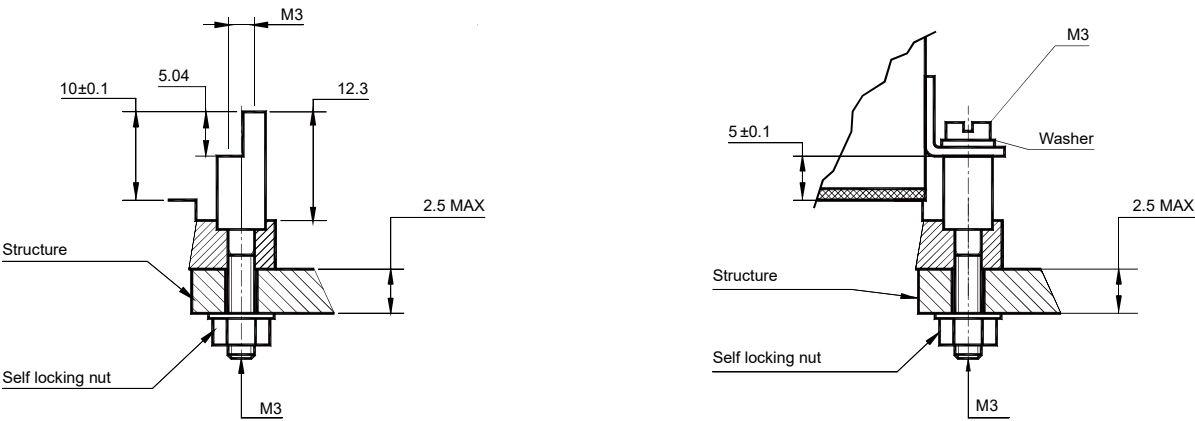 M3
5.04
10±0.1
12.3
2.5 MAX
Structure
Self locking nut
M3
M3
Washer
5±0.1
2.5 MAX
Structure
Self locking nut
M3